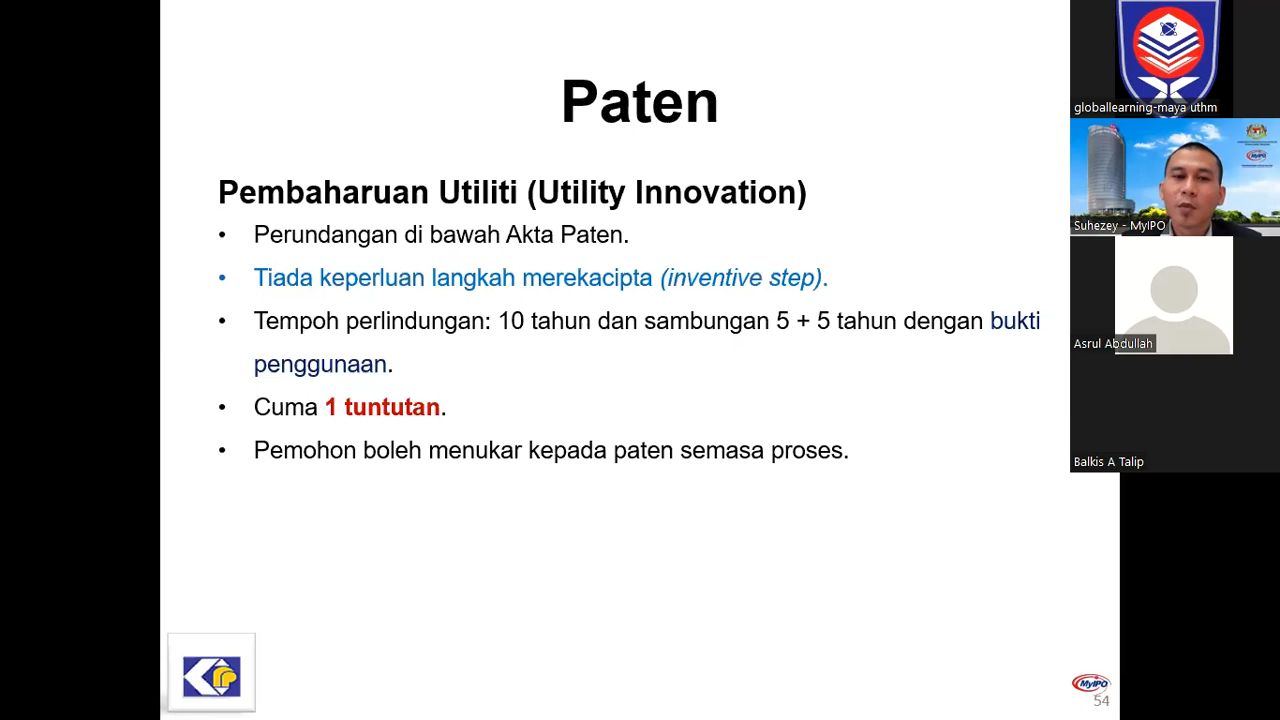 Paten
Pembaharuan Utiliti (Utility Innovation)
• Perundangan di bawah Akta Paten.
• Tiada keperluan langkah merekacipta (inventive step).
• Tempoh perlindungan: 10 tahun dan sambungan 5 + 5 tahun dengan bukti
penggunaan.
• Cuma 1 tuntutan.
• Pemohon boleh menukar kepada paten semasa proses.
MyIPO
54
globallearning-maya uthm
MyIPO
Suhezey - MyIPO
Asrul Abdullah
Balkis A Talip